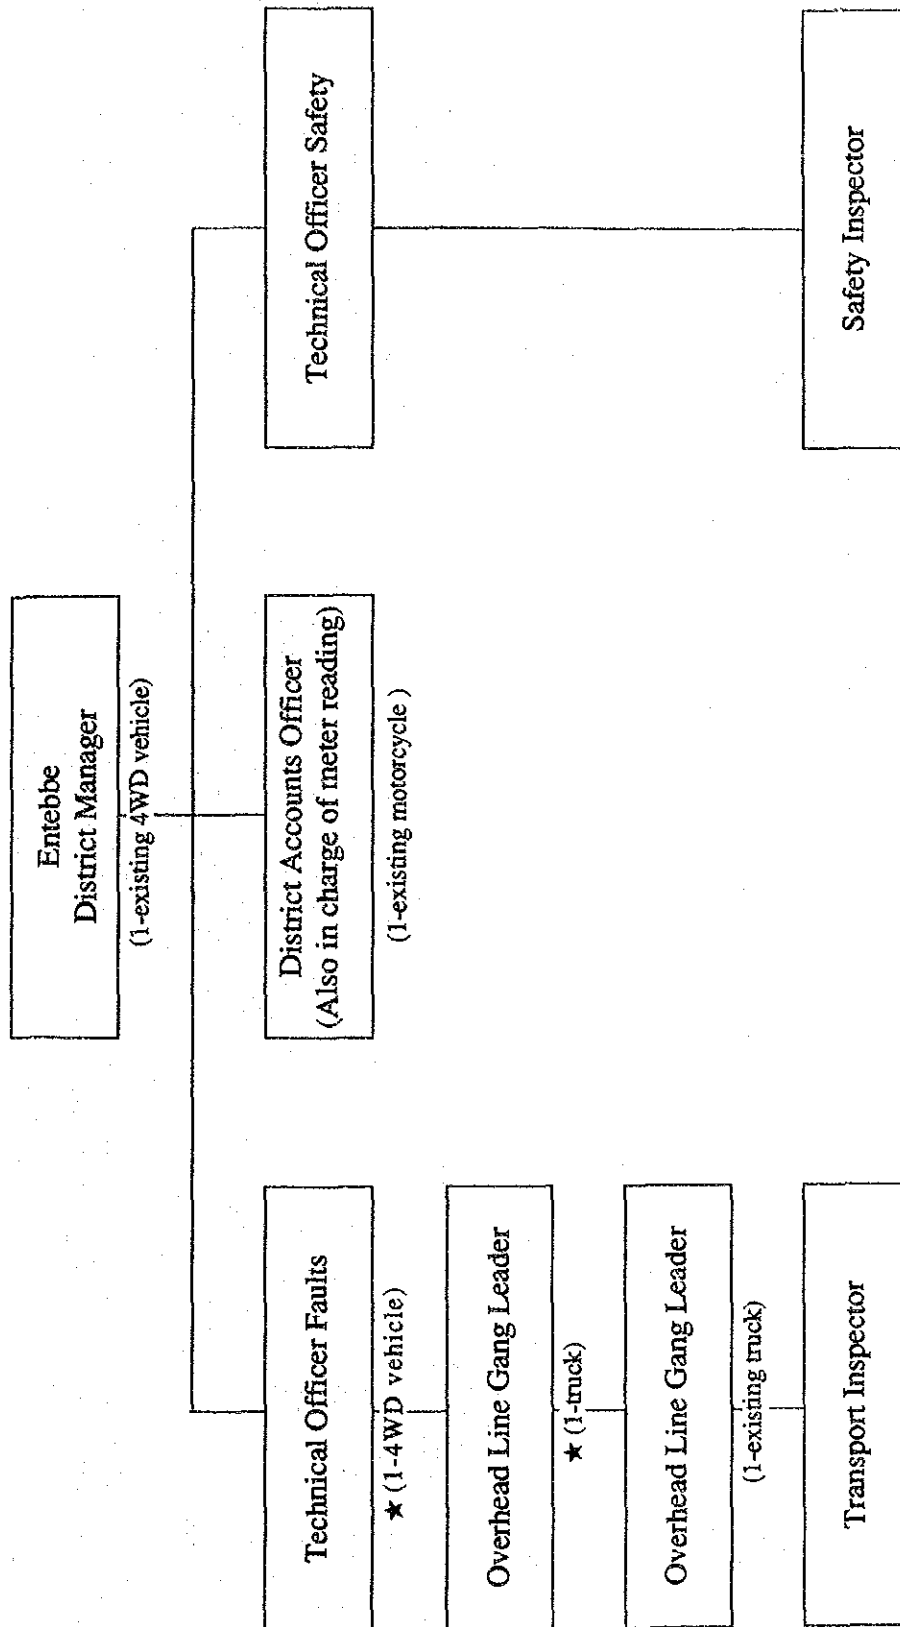 Entebbe
District Manager
(1-existing 4WD vehicle)
Technical Officer Faults
★ (1-4WD vehicle)
Overhead Line Gang Leader
★ (1-truck)
Overhead Line Gang Leader
(1-existing truck)
Transport Inspector
District Accounts Officer
(Also in charge of meter reading)
(1-existing motorcycle)
Technical Officer Safety
Safety Inspector